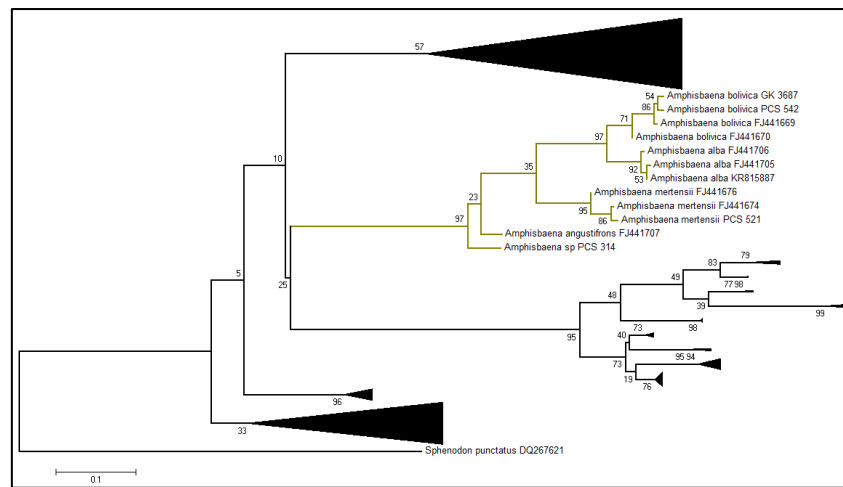 57
54
Amphisbaena bolivica GK 3687
86
Amphisbaena bolivica PCS 542
71
Amphisbaena bolivica FJ441669
97
Amphisbaena bolivica FJ441670
Amphisbaena alba FJ441706
10
92
Amphisbaena alba FJ441705
35
53
Amphisbaena alba KR815887
Amphisbaena mertensii FJ441676
23
95
Amphisbaena mertensii FJ441674
97
86
Amphisbaena mertensii PCS 521
Amphisbaena angustifrons FJ441707
Amphisbaena sp PCS 314
83
79
5
49
25
77 98
48
39
99
98
95
40
73
95 94
73
19
76
96
33
Sphenodon punctatus DQ267621
0.1